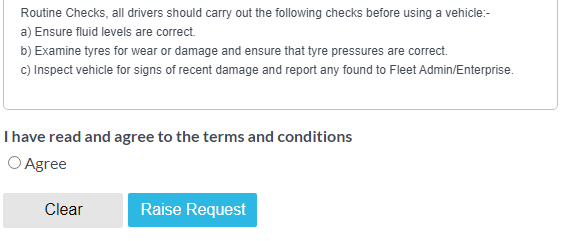 Routine Checks, all drivers should carry out the following checks before using a vehicle:-
a) Ensure fluid levels are correct.
b) Examine tyres for wear or damage and ensure that tyre pressures are correct.
c) Inspect vehicle for signs of recent damage and report any found to Fleet Admin/Enterprise.
I have read and agree to the terms and conditions
Agree
Clear
Raise Request